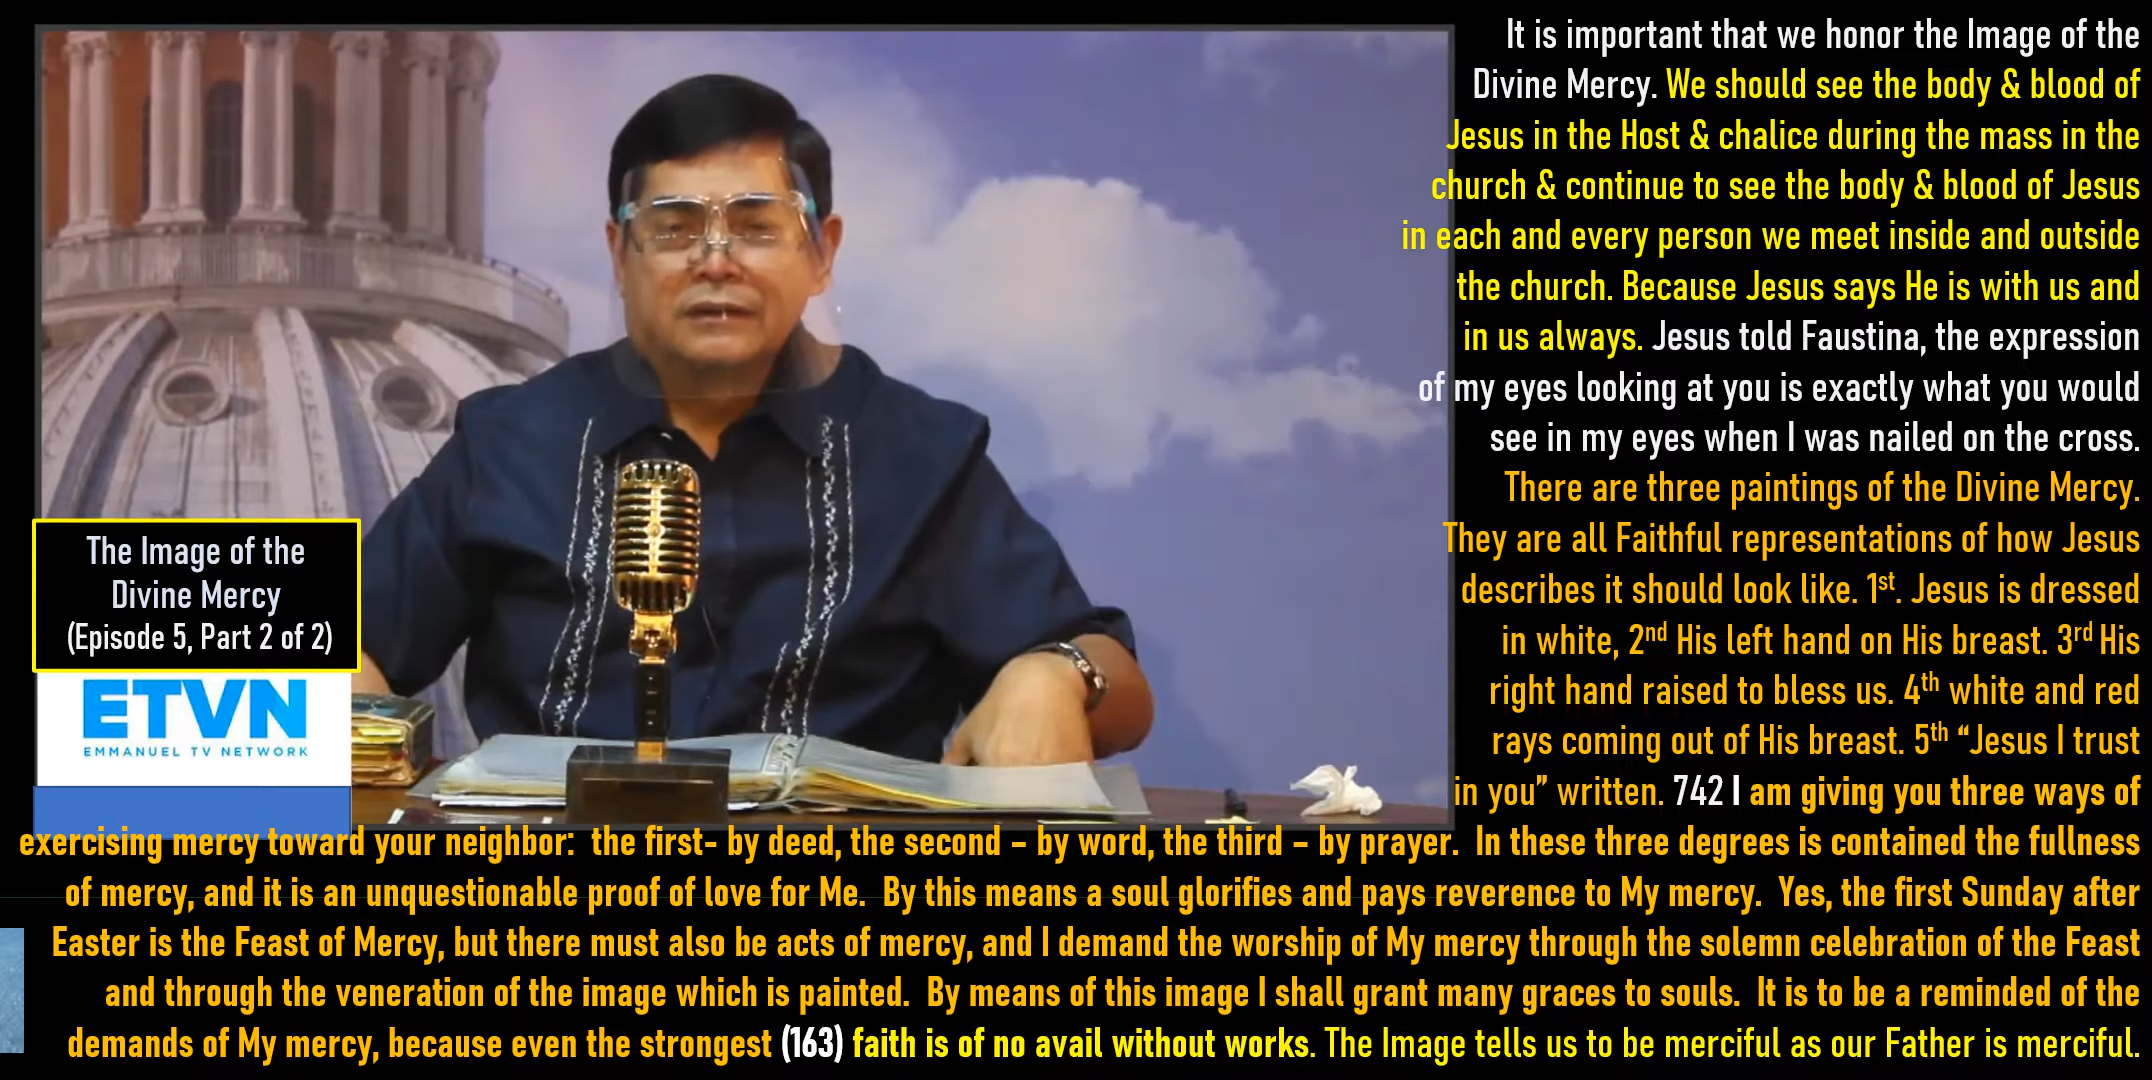 It is important that we honor the Image of the
Divine Mercy. We should see the body & blood of
Jesus in the Host & chalice during the mass in the
church & continue to see the body & blood of Jesus
in each and every person we meet inside and outside
the church. Because Jesus says He is with us and
in us always. Jesus told Faustina, the expression
of my eyes looking at you is exactly what you would
see in my eyes when I was nailed on the cross.
There are three paintings of the Divine Mercy.
They are all Faithful representations of how Jesus
describes it should look like. 1st. Jesus is dressed
in white, 2nd His left hand on His breast. 3rd His
right hand raised to bless us. 4th white and red
rays coming out of His breast. 5th “Jesus I trust
in you” written. 742 I am giving you three ways of
exercising mercy toward your neighbor:  the first- by deed, the second – by word, the third – by prayer.  In these three degrees is contained the fullness
of mercy, and it is an unquestionable proof of love for Me.  By this means a soul glorifies and pays reverence to My mercy.  Yes, the first Sunday after
Easter is the Feast of Mercy, but there must also be acts of mercy, and I demand the worship of My mercy through the solemn celebration of the Feast
and through the veneration of the image which is painted.  By means of this image I shall grant many graces to souls.  It is to be a reminded of the
demands of My mercy, because even the strongest (163) faith is of no avail without works. The Image tells us to be merciful as our Father is merciful.
The Image of the
Divine Mercy
(Episode 5, Part 2 of 2)
ETVN
EMMANUEL TV NETWORK